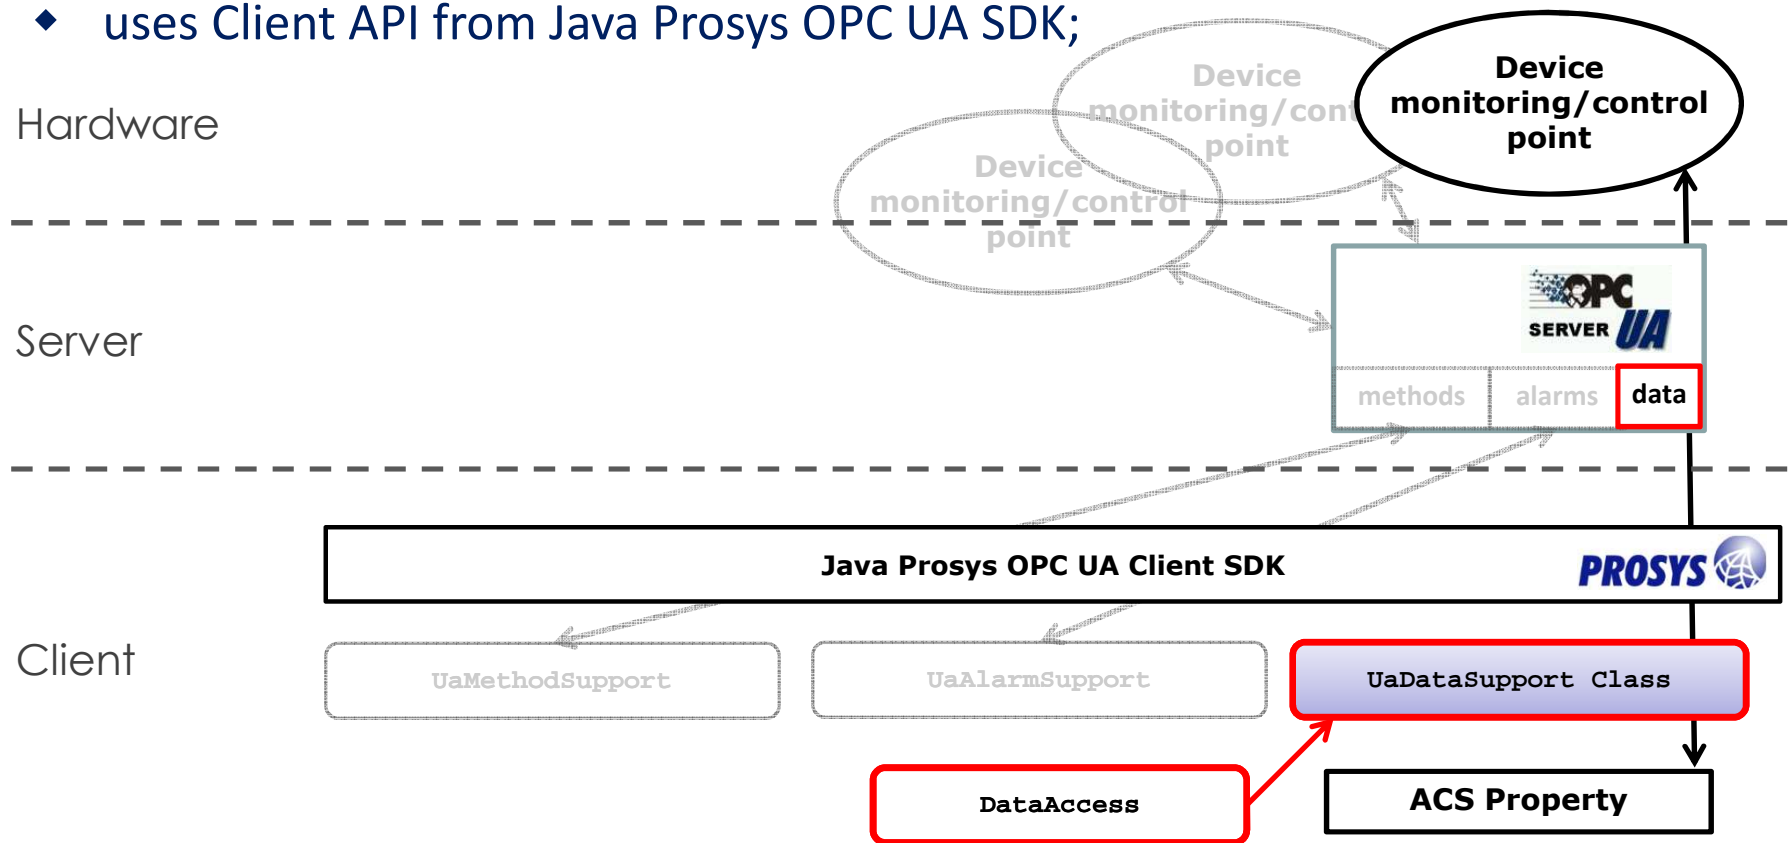 ◆ uses Client API from Java Prosys OPC UA SDK;
Device
monitoring/control
point
Device
monitoring/cont
point
Hardware
Device
monitoring/control
point
Server
OPC
SERVER UA
methods
alarms
data
Java Prosys OPC UA Client SDK
PROSYS
Client
UaMethodSupport
UaAlarmSupport
UaDataSupport Class
DataAccess
ACS Property